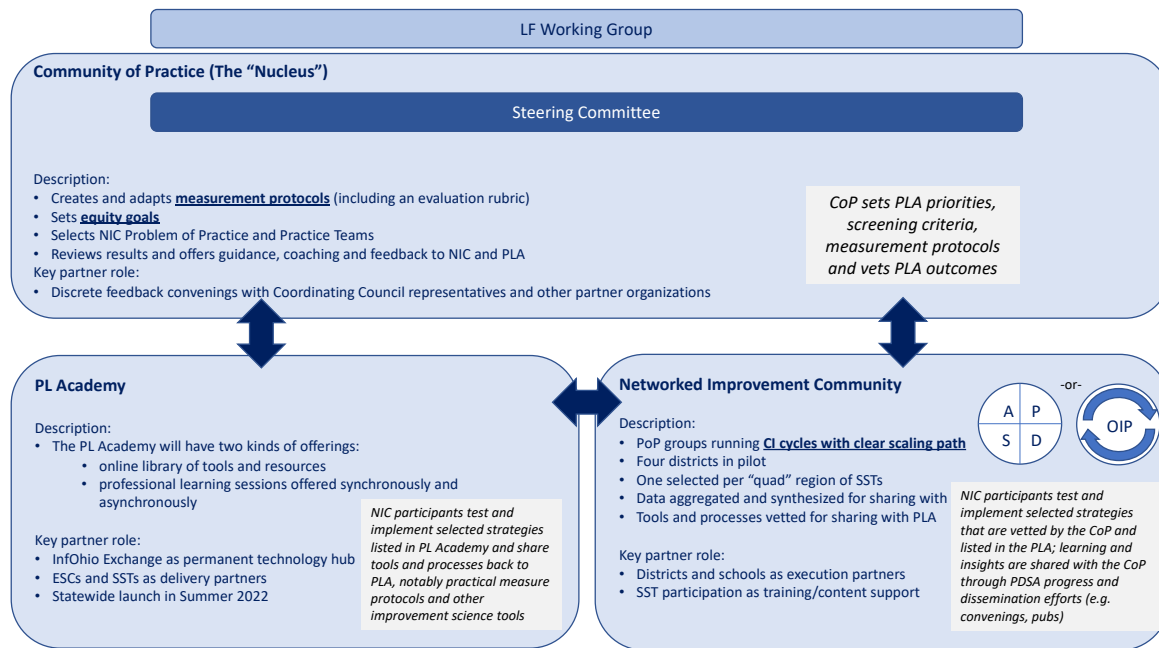 LF Working Group
Community of Practice (The “Nucleus”)
Steering Committee
Description:
• Creates and adapts measurement protocols (including an evaluation rubric)
• Sets equity goals
• Selects NIC Problem of Practice and Practice Teams
• Reviews results and offers guidance, coaching and feedback to NIC and PLA
Key partner role:
• Discrete feedback convenings with Coordinating Council representatives and other partner organizations
CoP sets PLA priorities,
screening criteria,
measurement protocols
and vets PLA outcomes
PL Academy
Description:
• The PL Academy will have two kinds of offerings:
• online library of tools and resources
• professional learning sessions offered synchronously and
asynchronously
Key partner role:
• InfOhio Exchange as permanent technology hub
• ESCs and SSTs as delivery partners
• Statewide launch in Summer 2022
NIC participants test and
implement selected strategies
listed in PL Academy and share
tools and processes back to
PLA, notably practical measure
protocols and other
improvement science tools
Networked Improvement Community
Description:
• PoP groups running CI cycles with clear scaling path
• Four districts in pilot
• One selected per “quad” region of SSTs
• Data aggregated and synthesized for sharing with
• Tools and processes vetted for sharing with PLA
Key partner role:
• Districts and schools as execution partners
• SST participation as training/content support
A P
S D
-or-
OIP
NIC participants test and
implement selected strategies
that are vetted by the CoP and
listed in the PLA; learning and
insights are shared with the CoP
through PDSA progress and
dissemination efforts (e.g.
convenings, pubs)